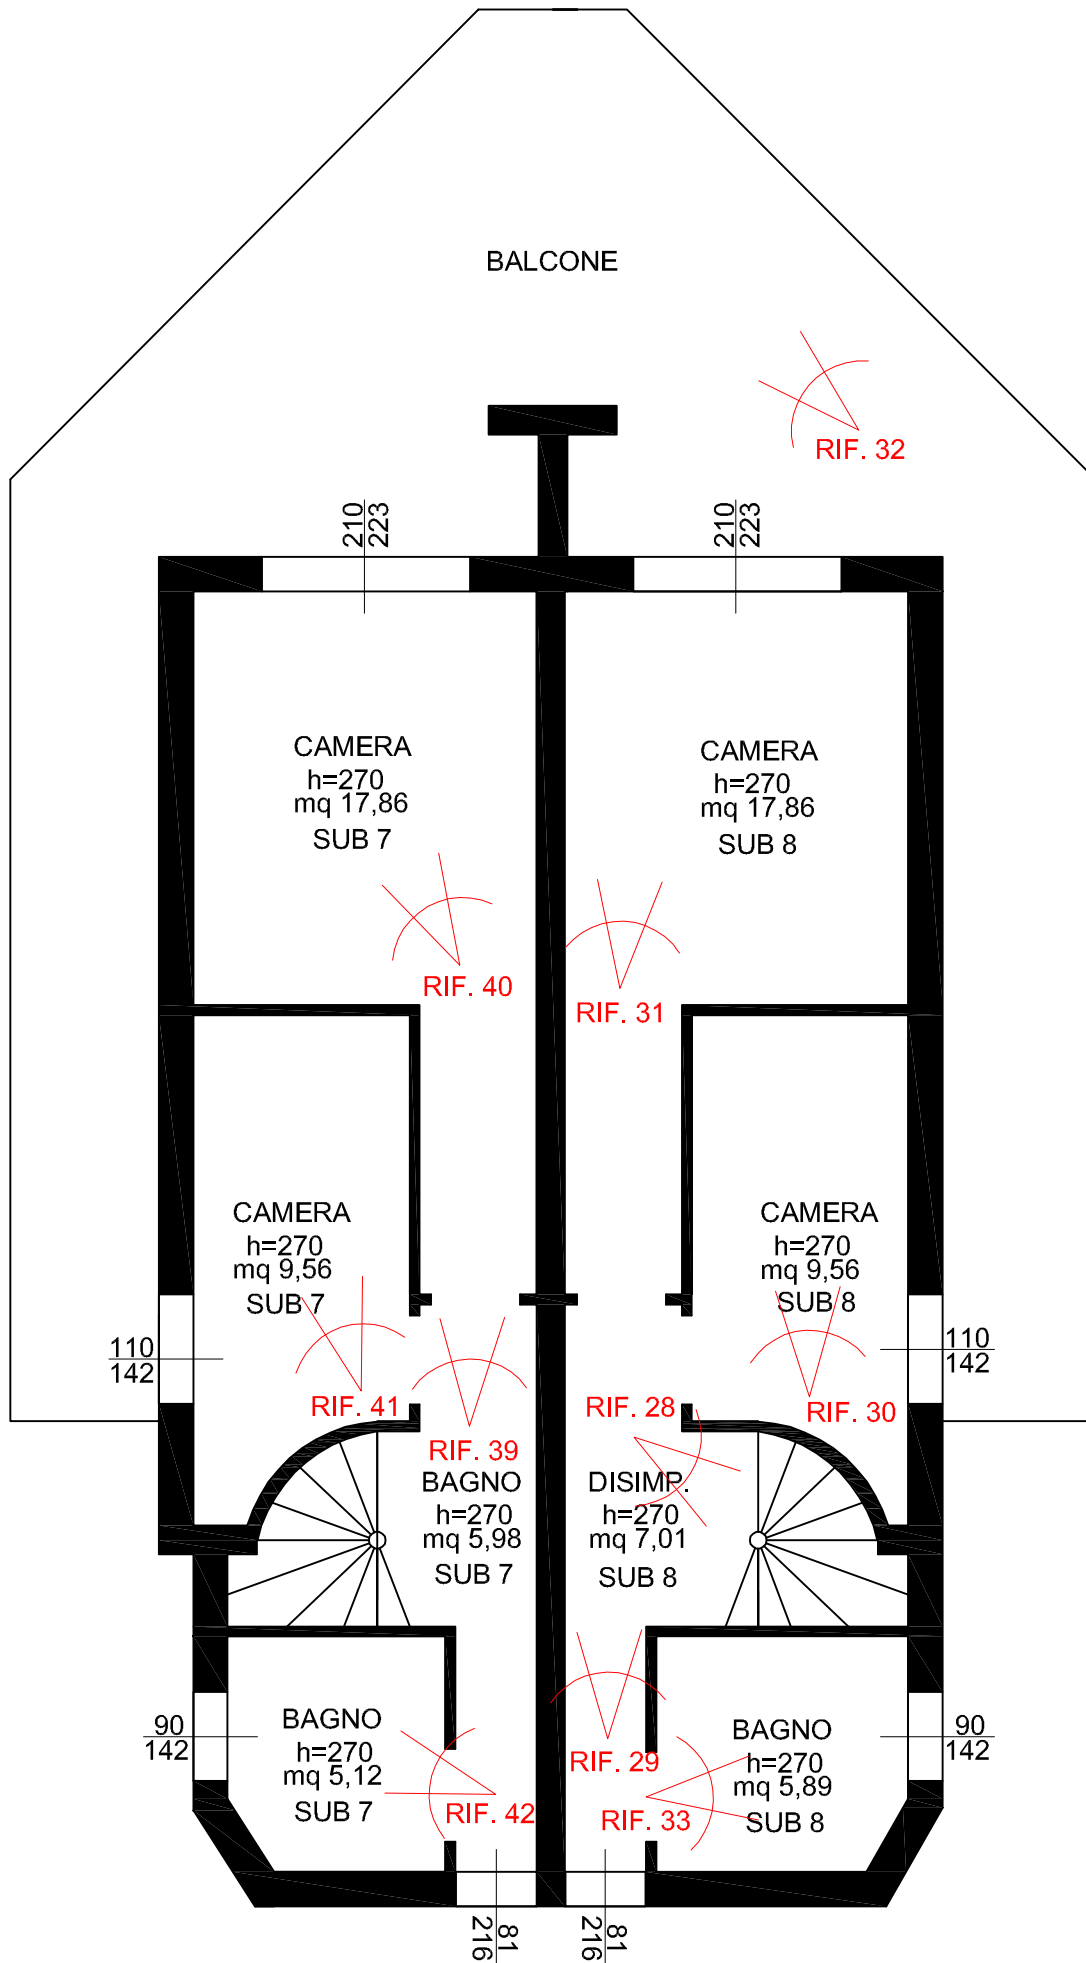 BALCONE
RIF. 32
210
223
210
223
CAMERA
h=270
mq 17,86
SUB 7
CAMERA
h=270
mq 17,86
SUB 8
RIF. 40
RIF. 31
CAMERA
h=270
mq 9,56
SUB 7
CAMERA
h=270
mq 9,56
SUB 8
110
142
110
142
RIF. 41
RIF. 39
RIF. 28
RIF. 30
BAGNO
h=270
mq 5,98
SUB 7
DISIMP.
h=270
mq 7,01
SUB 8
90
142
BAGNO
h=270
mq 5,12
SUB 7
RIF. 42
RIF. 29
RIF. 33
BAGNO
h=270
mq 5,89
SUB 8
90
142
81
216
81
216